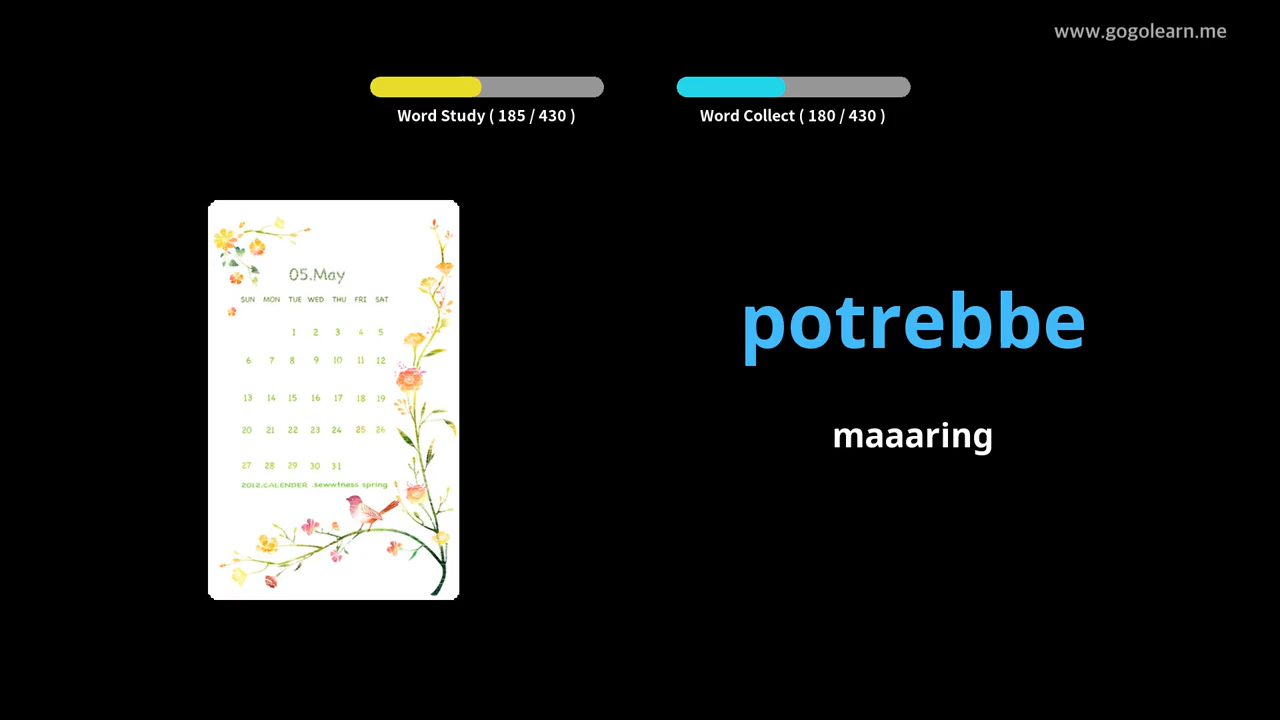 www.gogolearn.me
Word Study ( 185 / 430 )
Word Collect ( 180 / 430 )
05.May
SUN MON TUE WED THU FRI SAT
1 2 3 4 5
6 7 8 9 10 11 12
13 14 15 16 17 18 19
20 21 22 23 24 25 26
27 28 29 30 31
2012.CALENDER .sewwtness spring
potrebbe
maaaring